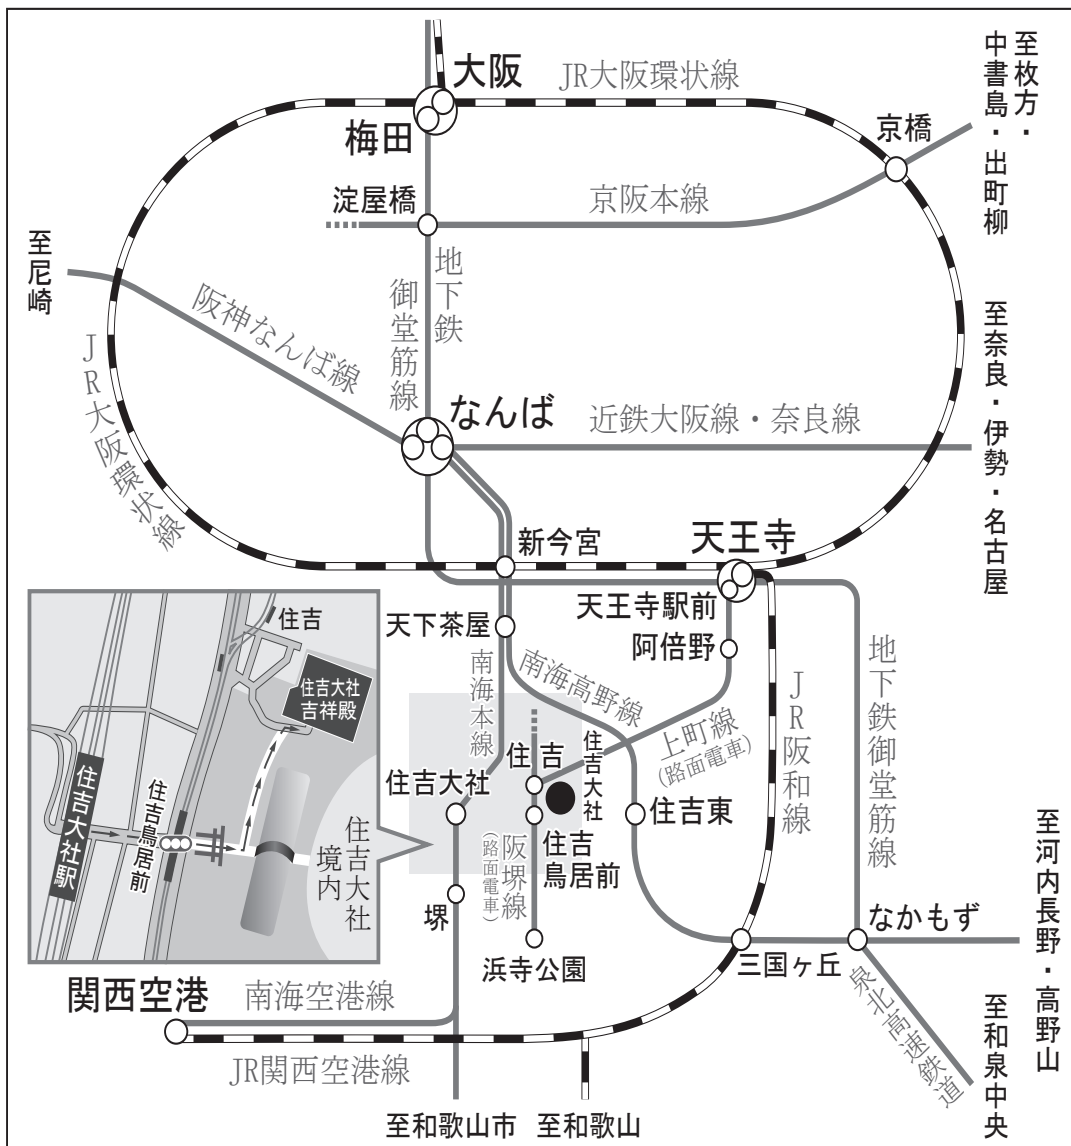 大阪
JR大阪環状線
至枚方・
中書島・出町柳
梅田
京橋
淀屋橋
京阪本線
至尼崎
地下鉄
御堂筋線
阪神なんば線
JR大阪環状線
なんば
近鉄大阪線・奈良線
至奈良・伊勢・名古屋
新今宮
天王寺
天王寺駅前
天下茶屋
阿倍野
南海本線
南海高野線
上町線
(路面電車)
JR阪和線
地下鉄御堂筋線
住吉
住吉大社
住吉大社
住吉東
住吉
鳥居前
阪堺線
(路面電車)
堺
浜寺公園
三国ヶ丘
なかもず
至河内長野・高野山
泉北高速鉄道
至和泉中央
住吉
住吉大社
吉祥殿
住吉大社駅
住吉鳥居前
住吉大社
境内
関西空港
南海空港線
JR関西空港線
至和歌山市
至和歌山